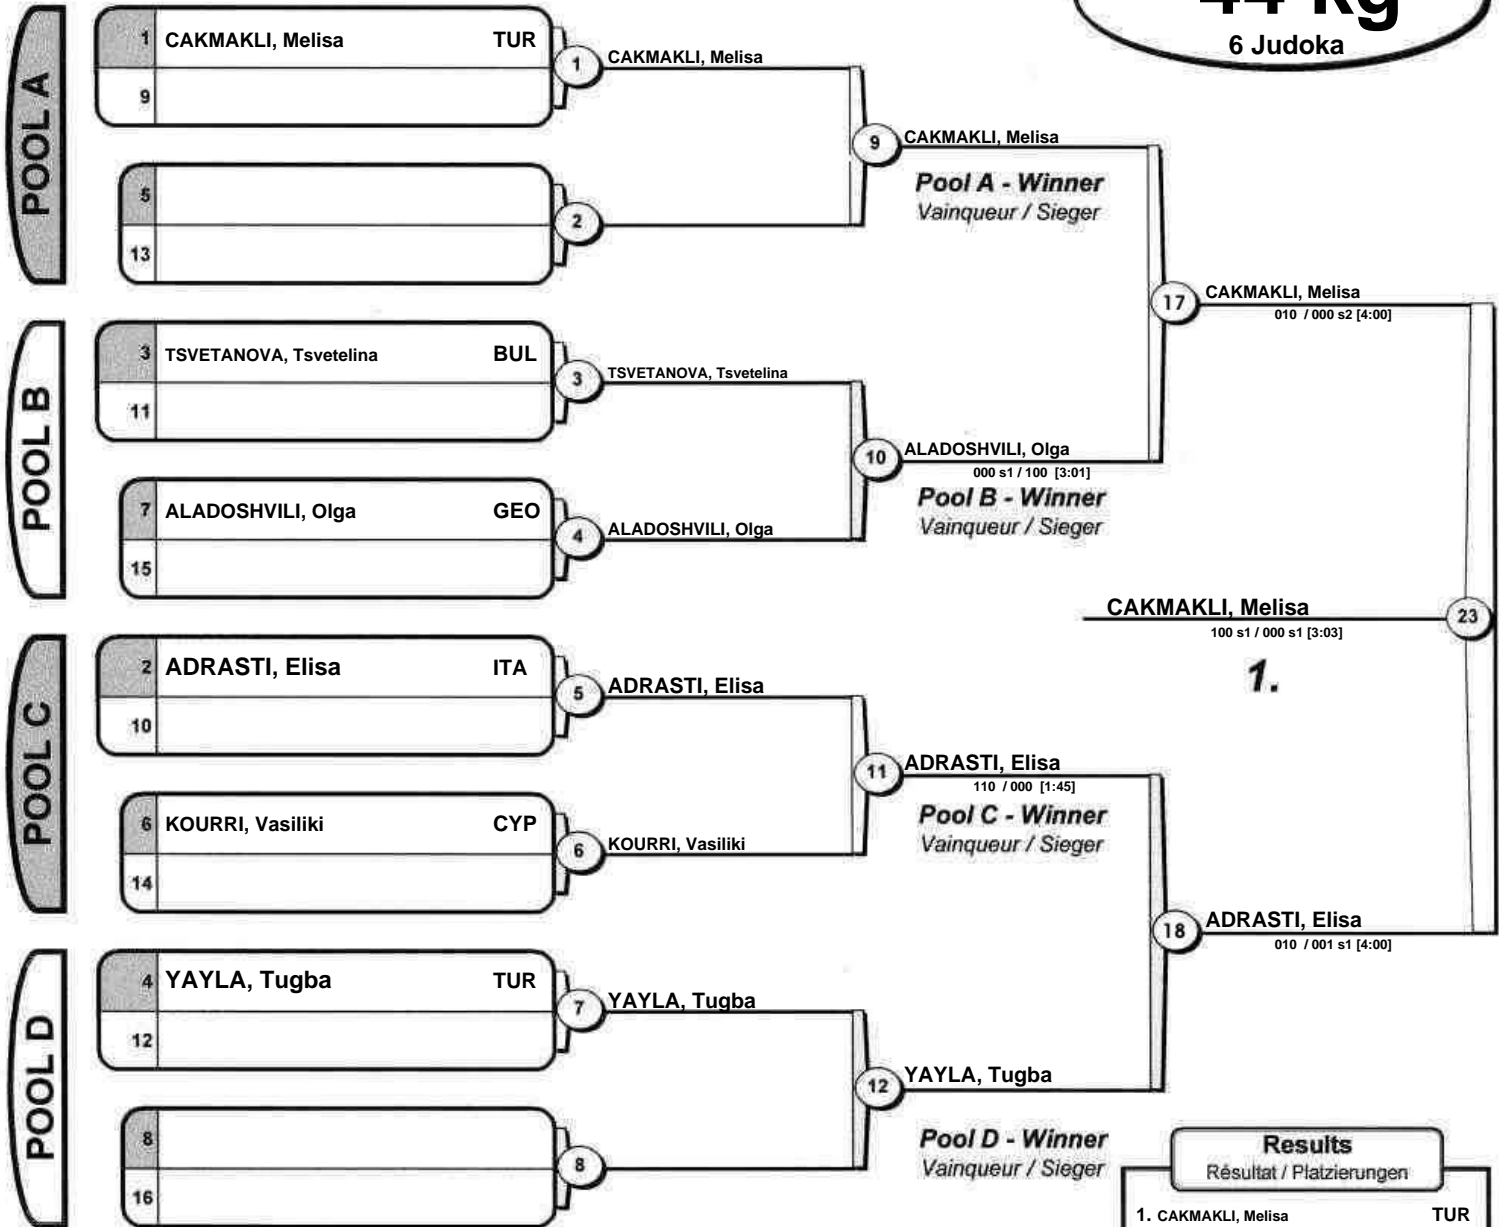 44 kg
6 Judoka
POOL A
1 CAKMAKLI, Melisa TUR
9
5
13
1 CAKMAKLI, Melisa
2
9 CAKMAKLI, Melisa
Pool A - Winner
Vainqueur / Sieger
POOL B
3 TSVETANOVA, Tsvetelina BUL
11
7 ALADOSHVILI, Olga GEO
15
3 TSVETANOVA, Tsvetelina
4 ALADOSHVILI, Olga
10 ALADOSHVILI, Olga
000 s1 / 100 [3:01]
Pool B - Winner
Vainqueur / Sieger
17 CAKMAKLI, Melisa
010 / 000 s2 [4:00]
CAKMAKLI, Melisa 23
100 s1 / 000 s1 [3:03]
1.
POOL C
2 ADRASTI, Elisa ITA
10
6 KOURRI, Vasiliki CYP
14
5 ADRASTI, Elisa
6 KOURRI, Vasiliki
11 ADRASTI, Elisa
110 / 000 [1:45]
Pool C - Winner
Vainqueur / Sieger
18 ADRASTI, Elisa
010 / 001 s1 [4:00]
POOL D
4 YAYLA, Tugba TUR
12
8
16
7 YAYLA, Tugba
8
12 YAYLA, Tugba
Pool D - Winner
Vainqueur / Sieger
Results
Résultat / Platzierungen
1. CAKMAKLI, Melisa TUR